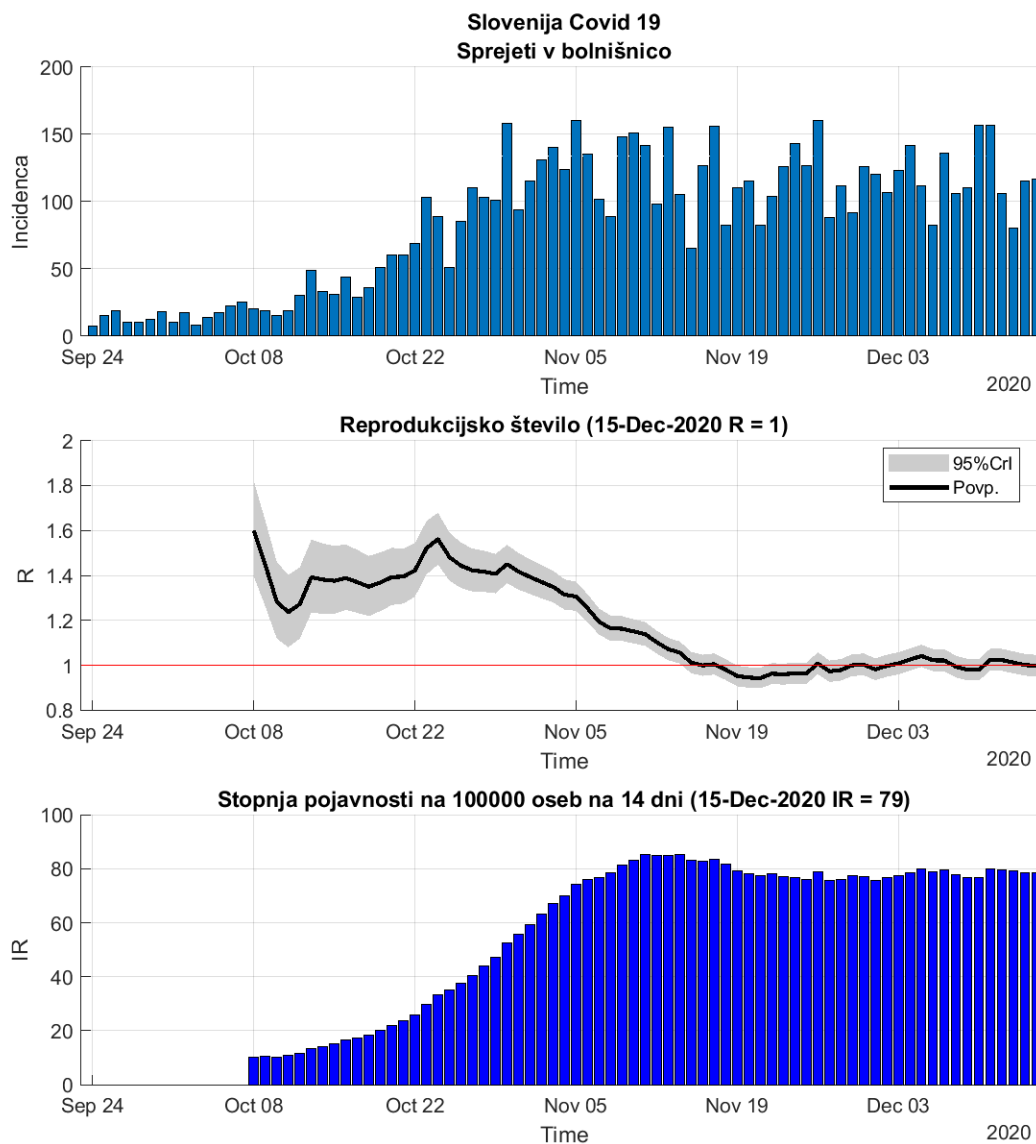 Slovenija Covid 19
Sprejeti v bolnišnico
200
150
100
50
0
Incidenca
Sep 24 Oct 08 Oct 22 Nov 05 Nov 19 Dec 03
Time
2020
Reprodukcijsko število (15-Dec-2020 R = 1)
2
1.8
1.6
1.4
1.2
1
0.8
R
95%CrI
Povp.
Sep 24 Oct 08 Oct 22 Nov 05 Nov 19 Dec 03
Time
2020
Stopnja pojavnosti na 100000 oseb na 14 dni (15-Dec-2020 IR = 79)
100
80
60
40
20
0
IR
Sep 24 Oct 08 Oct 22 Nov 05 Nov 19 Dec 03
Time
2020